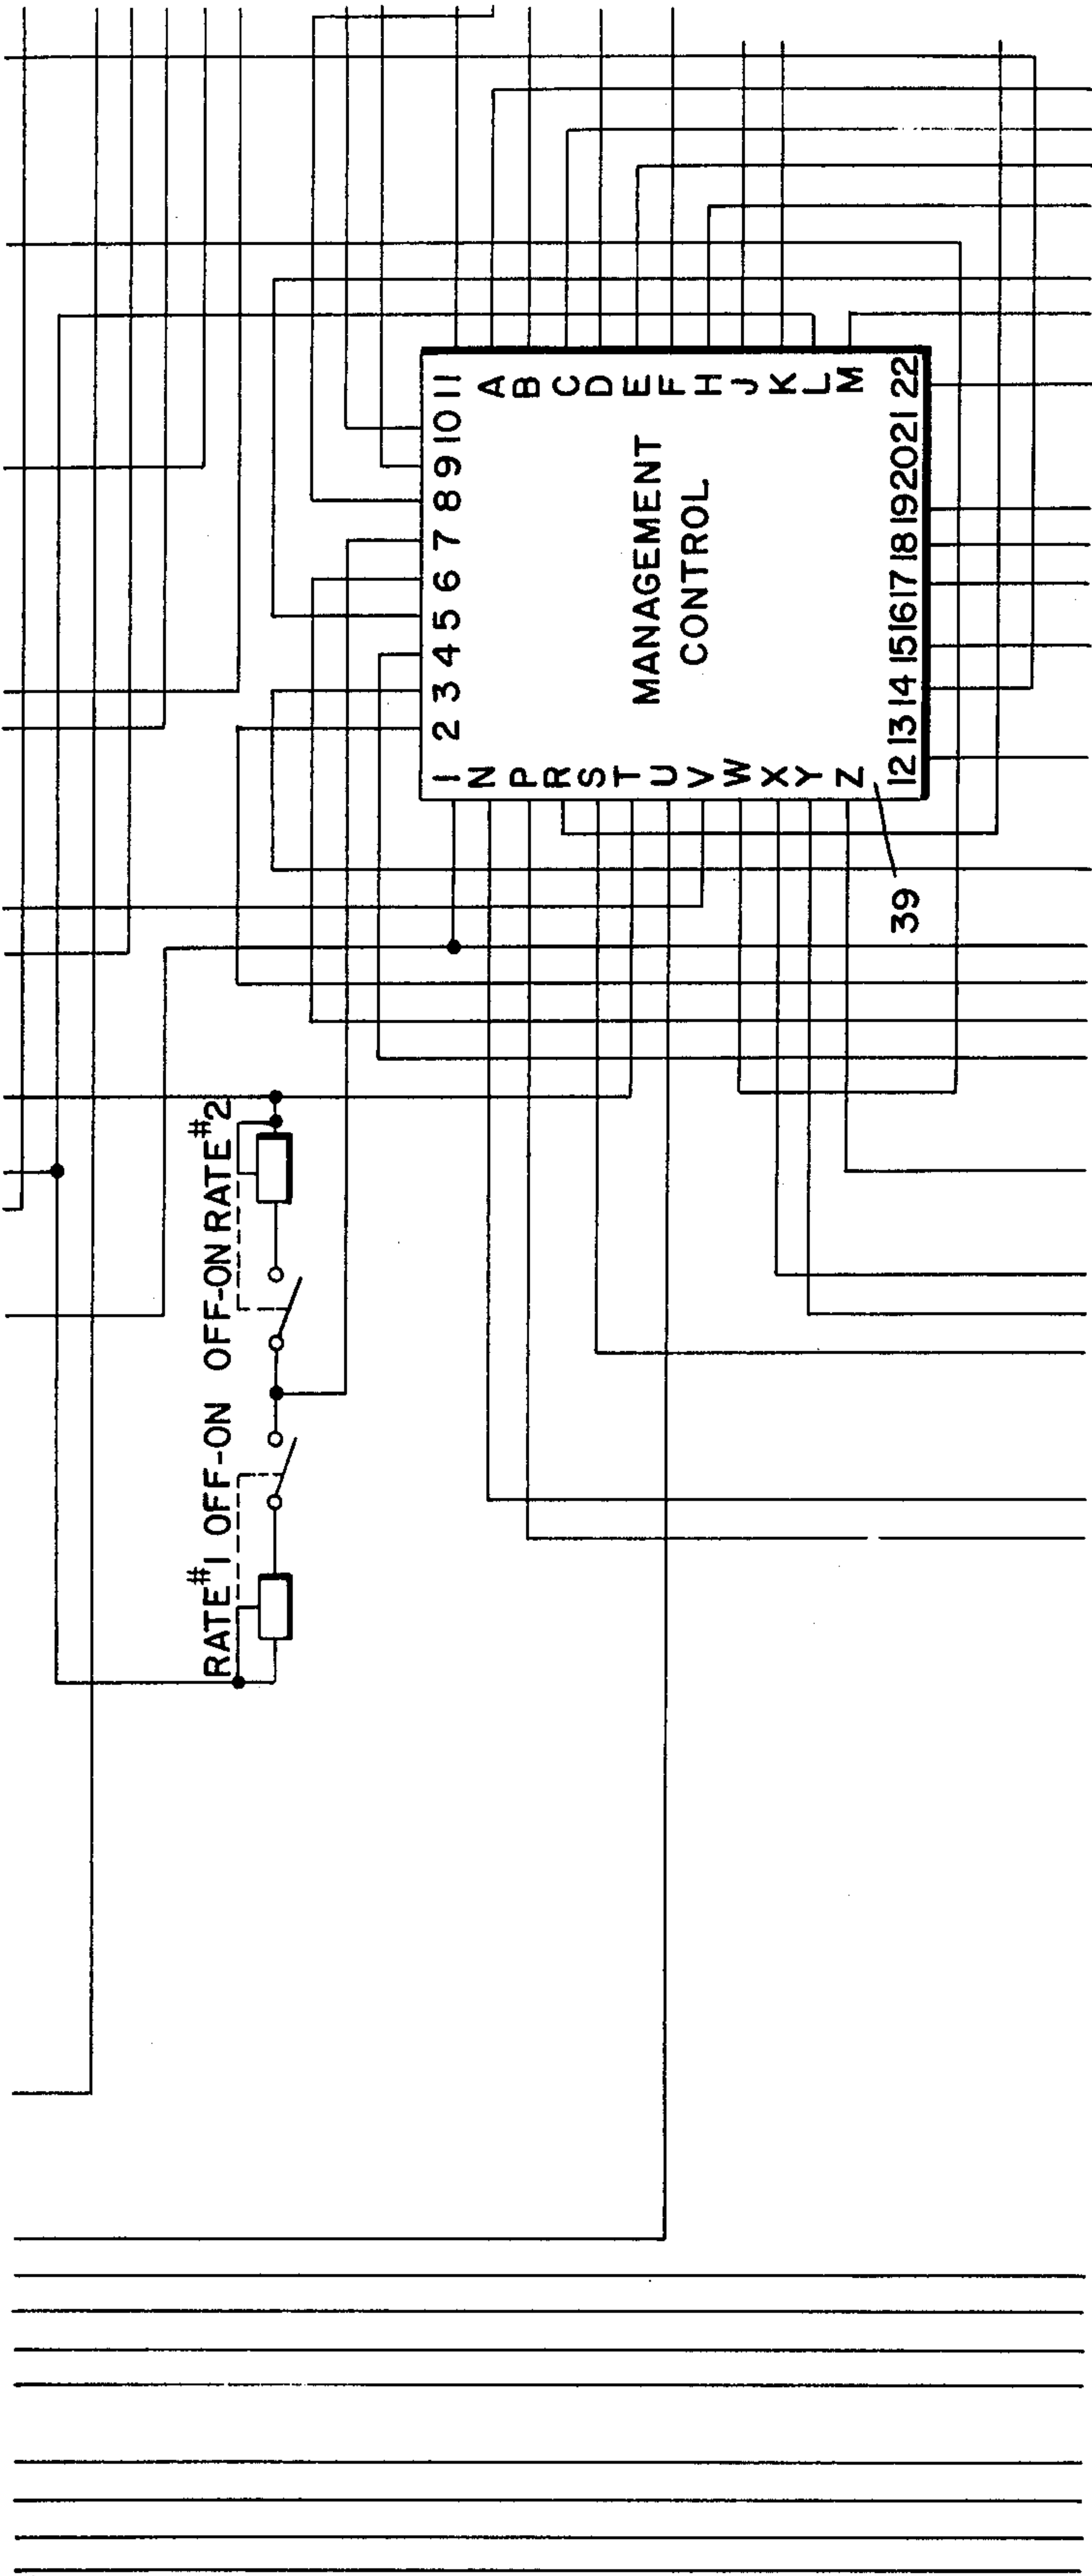 RATE #1 OFF-ON OFF-ON RATE #2
1 2 3 4 5 6 7 8 9 10 11
N A
P B
R C
S D
T MANAGEMENT E
U CONTROL F
V H
W J
X K
Y L
Z M
12 13 14 15 16 17 18 19 20 21 22
39